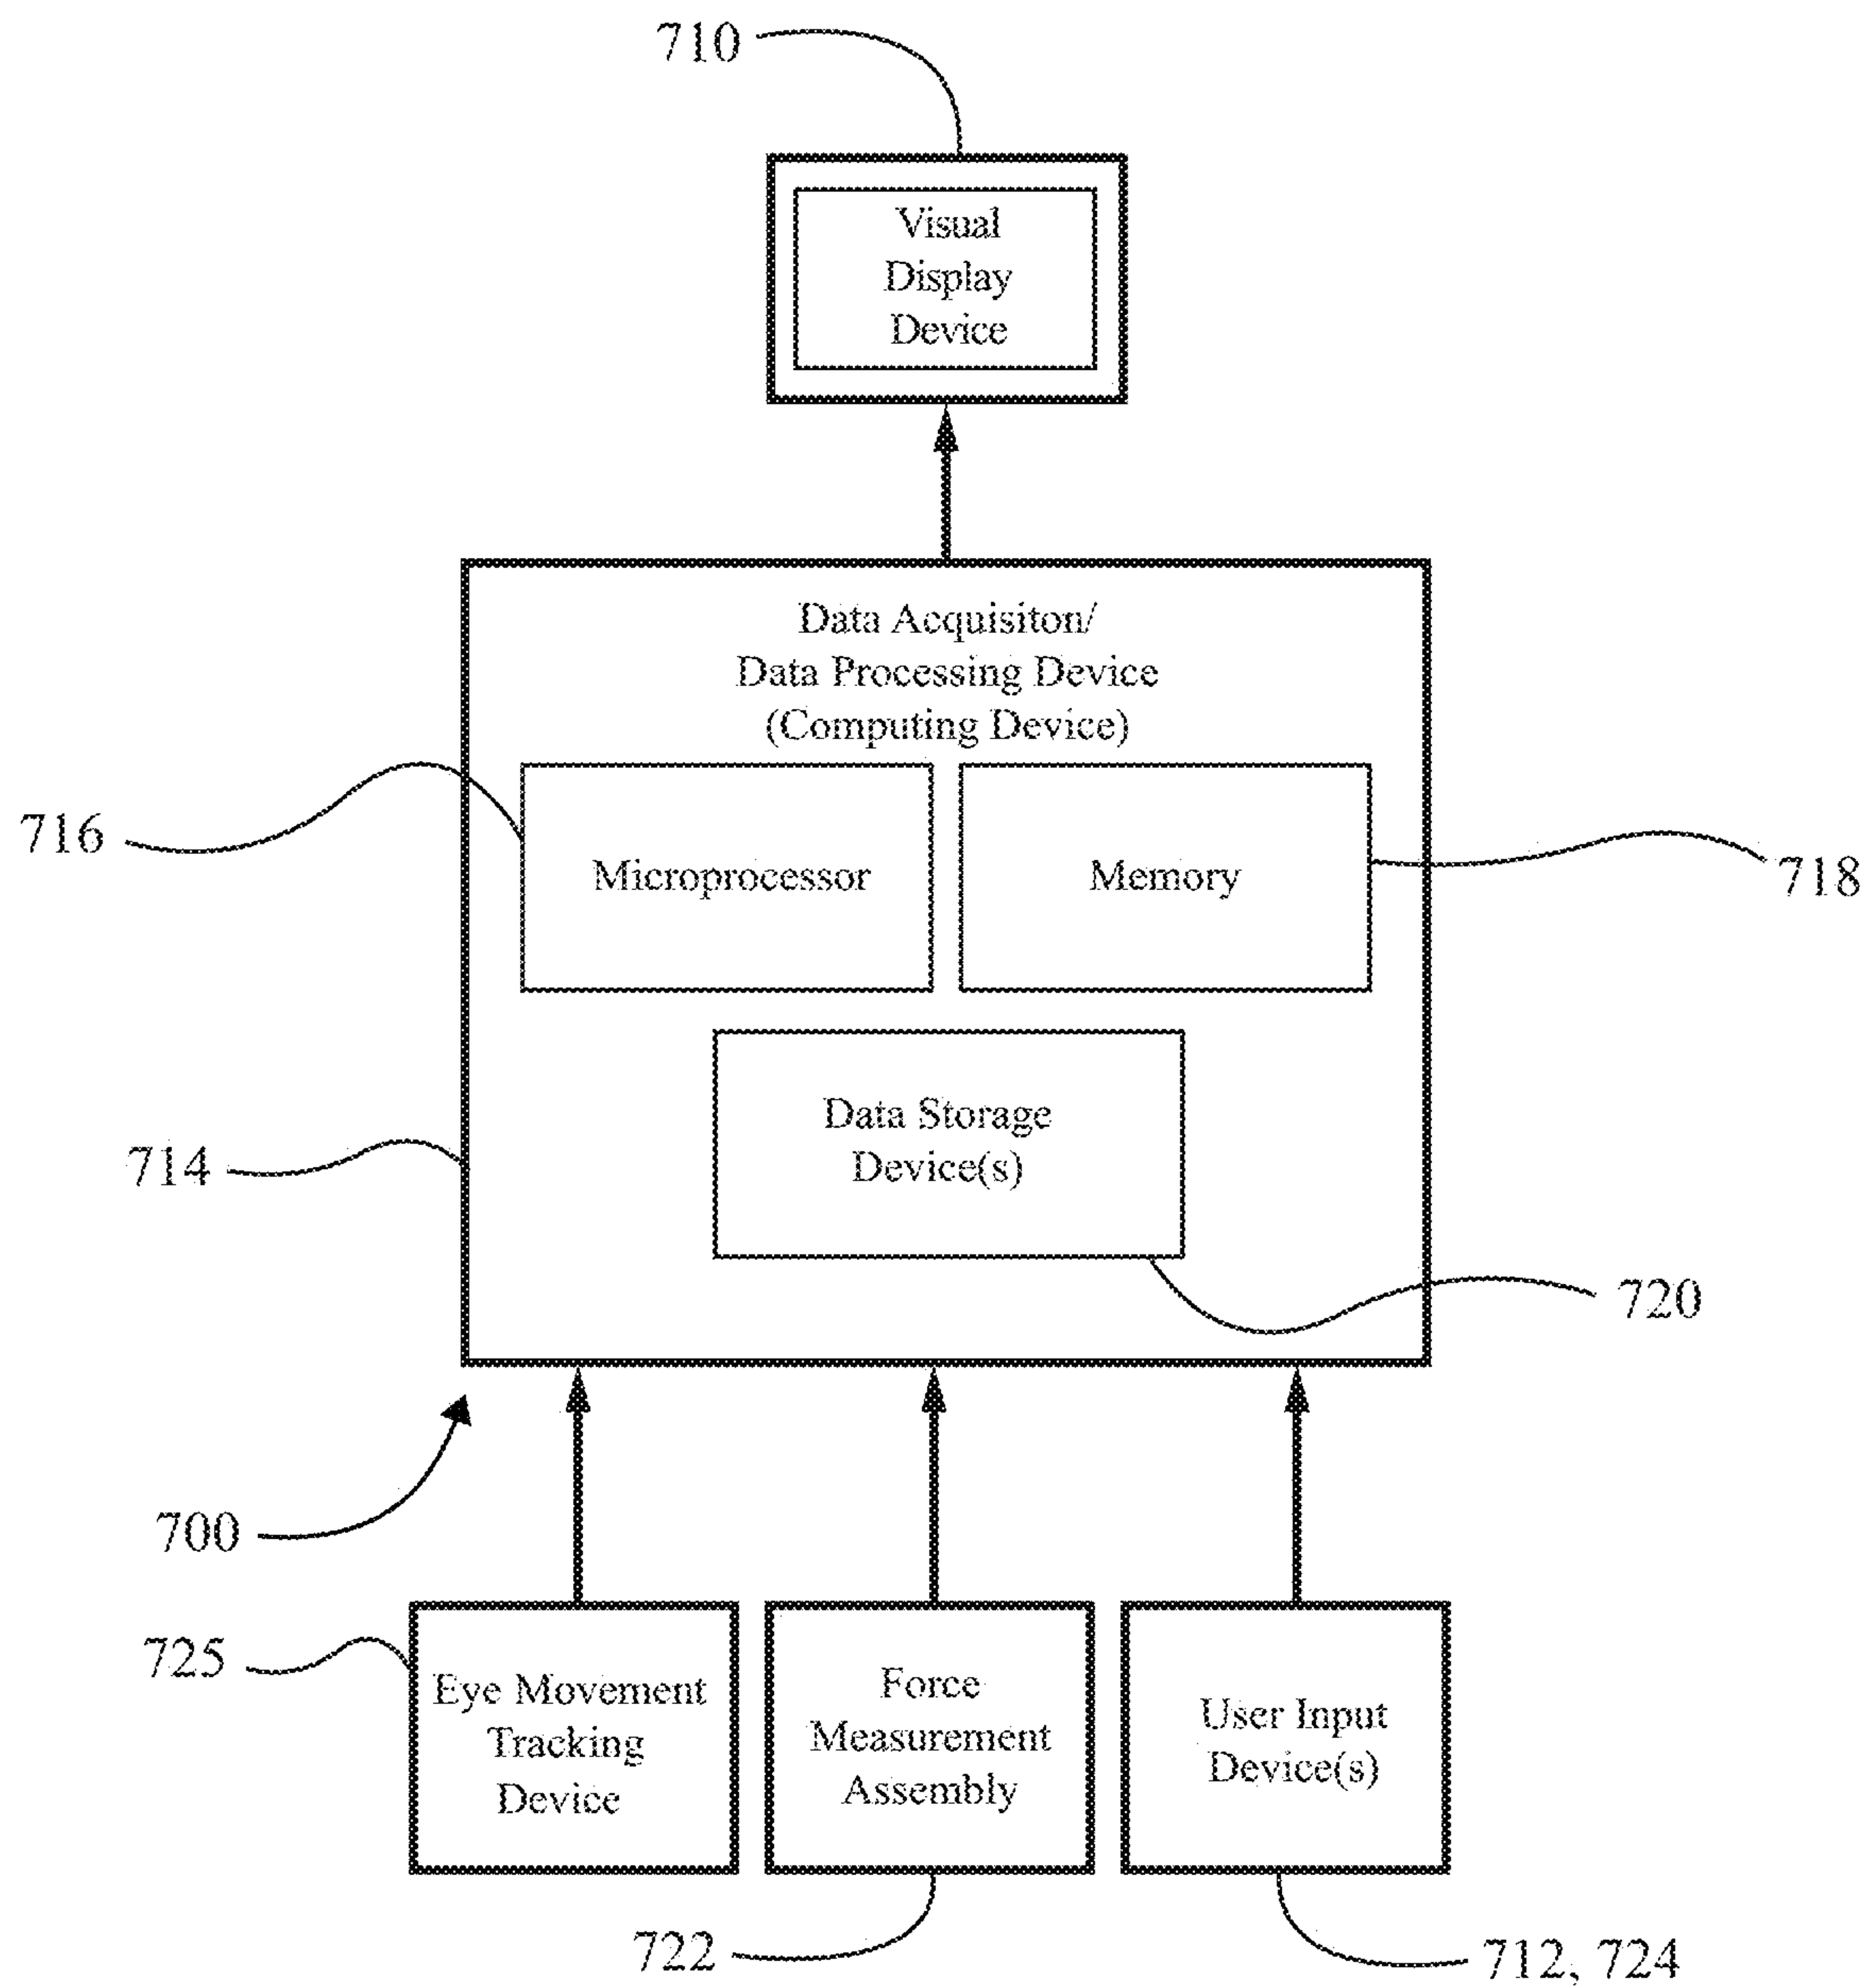 710
Visual
Display
Device
Data Acquisiton/
Data Processing Device
(Computing Device)
716
Microprocessor
Memory
718
Data Storage
Device(s)
714
720
700
725
Eye Movement
Tracking
Device
Force
Measurement
Assembly
User Input
Device(s)
722
712, 724